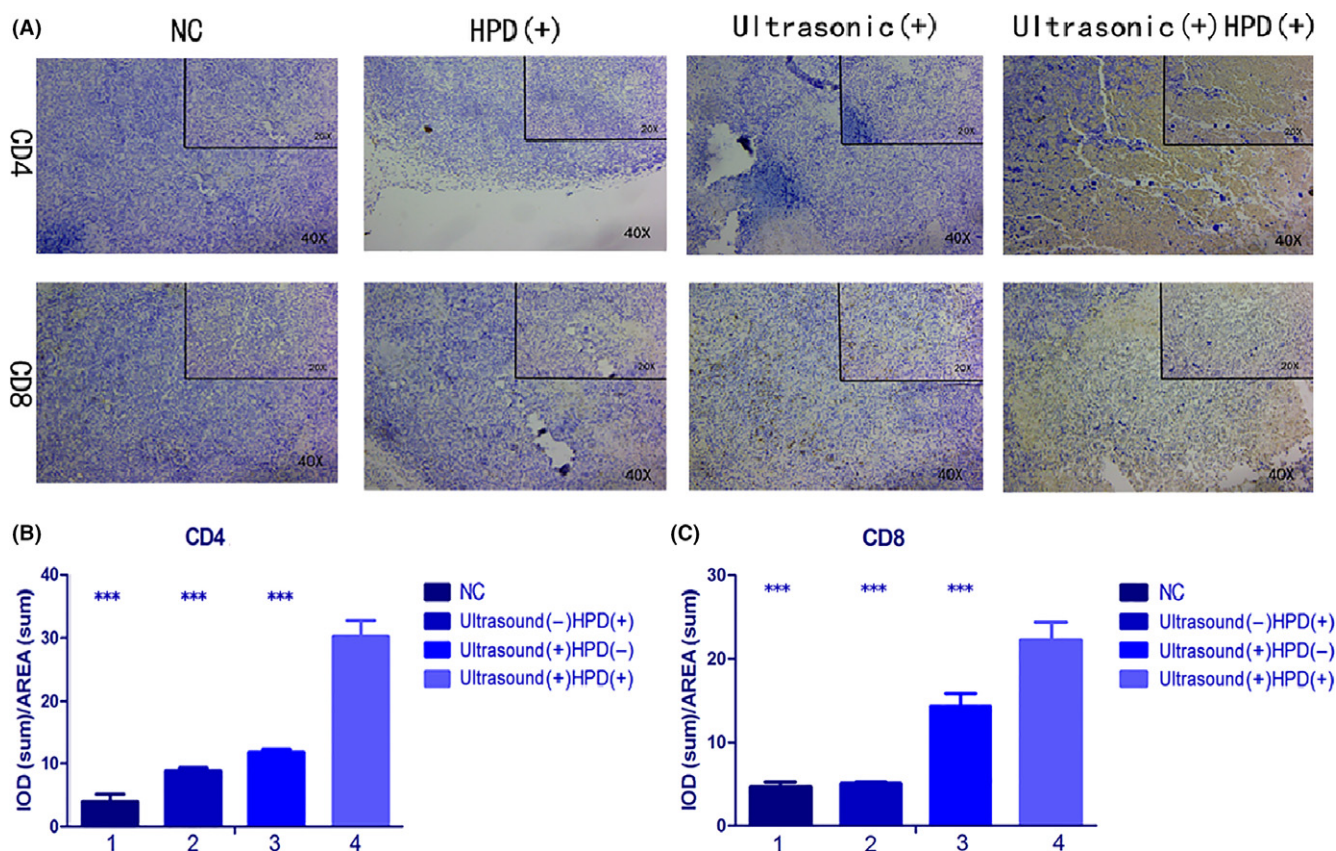 (A)
NC
HPD(+)
Ultrasonic(+)
Ultrasonic(+)HPD(+)
CD4
20X
40X
20X
40X
20X
40X
20X
40X
CD8
20X
40X
20X
40X
20X
40X
20X
40X
(B)
CD4
IOD (sum)/AREA (sum)
40
30
20
10
0
*** *** ***
1 2 3 4
NC
Ultrasound(−)HPD(+)
Ultrasound(+)HPD(−)
Ultrasound(+)HPD(+)
(C)
CD8
IOD (sum)/AREA (sum)
30
20
10
0
*** *** ***
1 2 3 4
NC
Ultrasound(−)HPD(+)
Ultrasound(+)HPD(−)
Ultrasound(+)HPD(+)